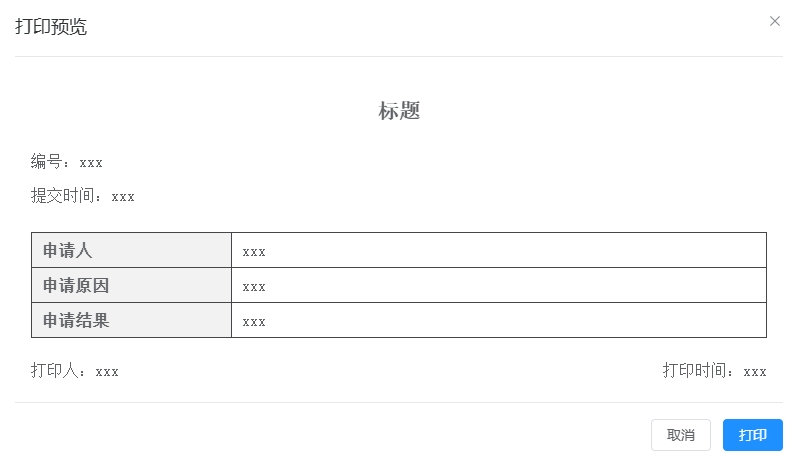 打印预览
标题
编号：xxx
提交时间：xxx
申请人 xxx
申请原因 xxx
申请结果 xxx
打印人：xxx 打印时间：xxx
取消 打印